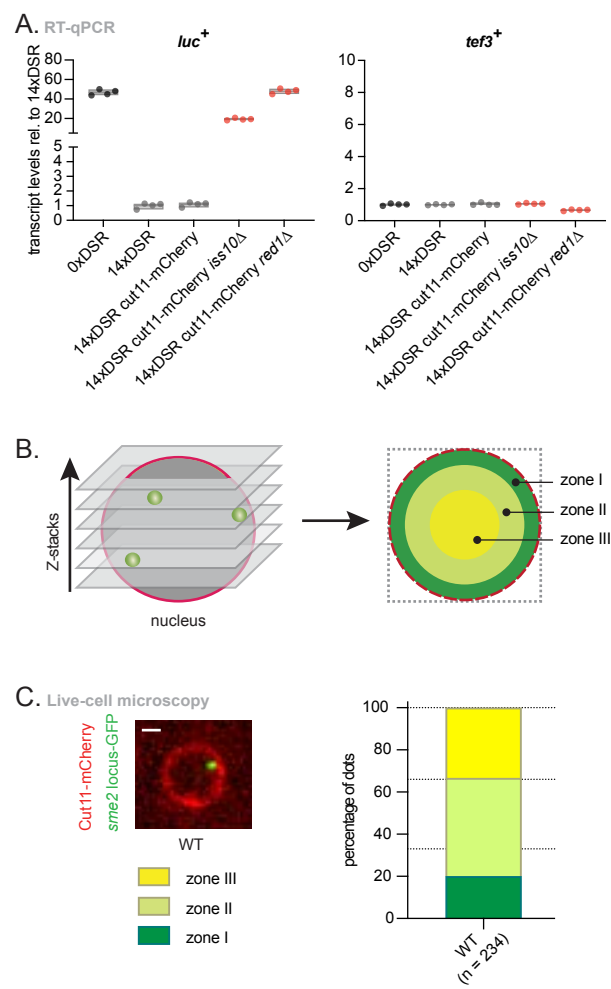 A. RT-qPCR
luc+
tef3+
transcript levels rel. to 14xDSR
80
60
40
20
2
1
0
10
8
6
4
2
0
0xDSR
14xDSR
14xDSR cut11-mCherry
14xDSR cut11-mCherry iss10Δ
14xDSR cut11-mCherry red1Δ
0xDSR
14xDSR
14xDSR cut11-mCherry
14xDSR cut11-mCherry iss10Δ
14xDSR cut11-mCherry red1Δ
B.
Z-stacks
nucleus
zone I
zone II
zone III
C. Live-cell microscopy
Cut11-mCherry
sme2 locus-GFP
WT
zone III
zone II
zone I
percentage of dots
100
80
60
40
20
0
WT
(n = 234)